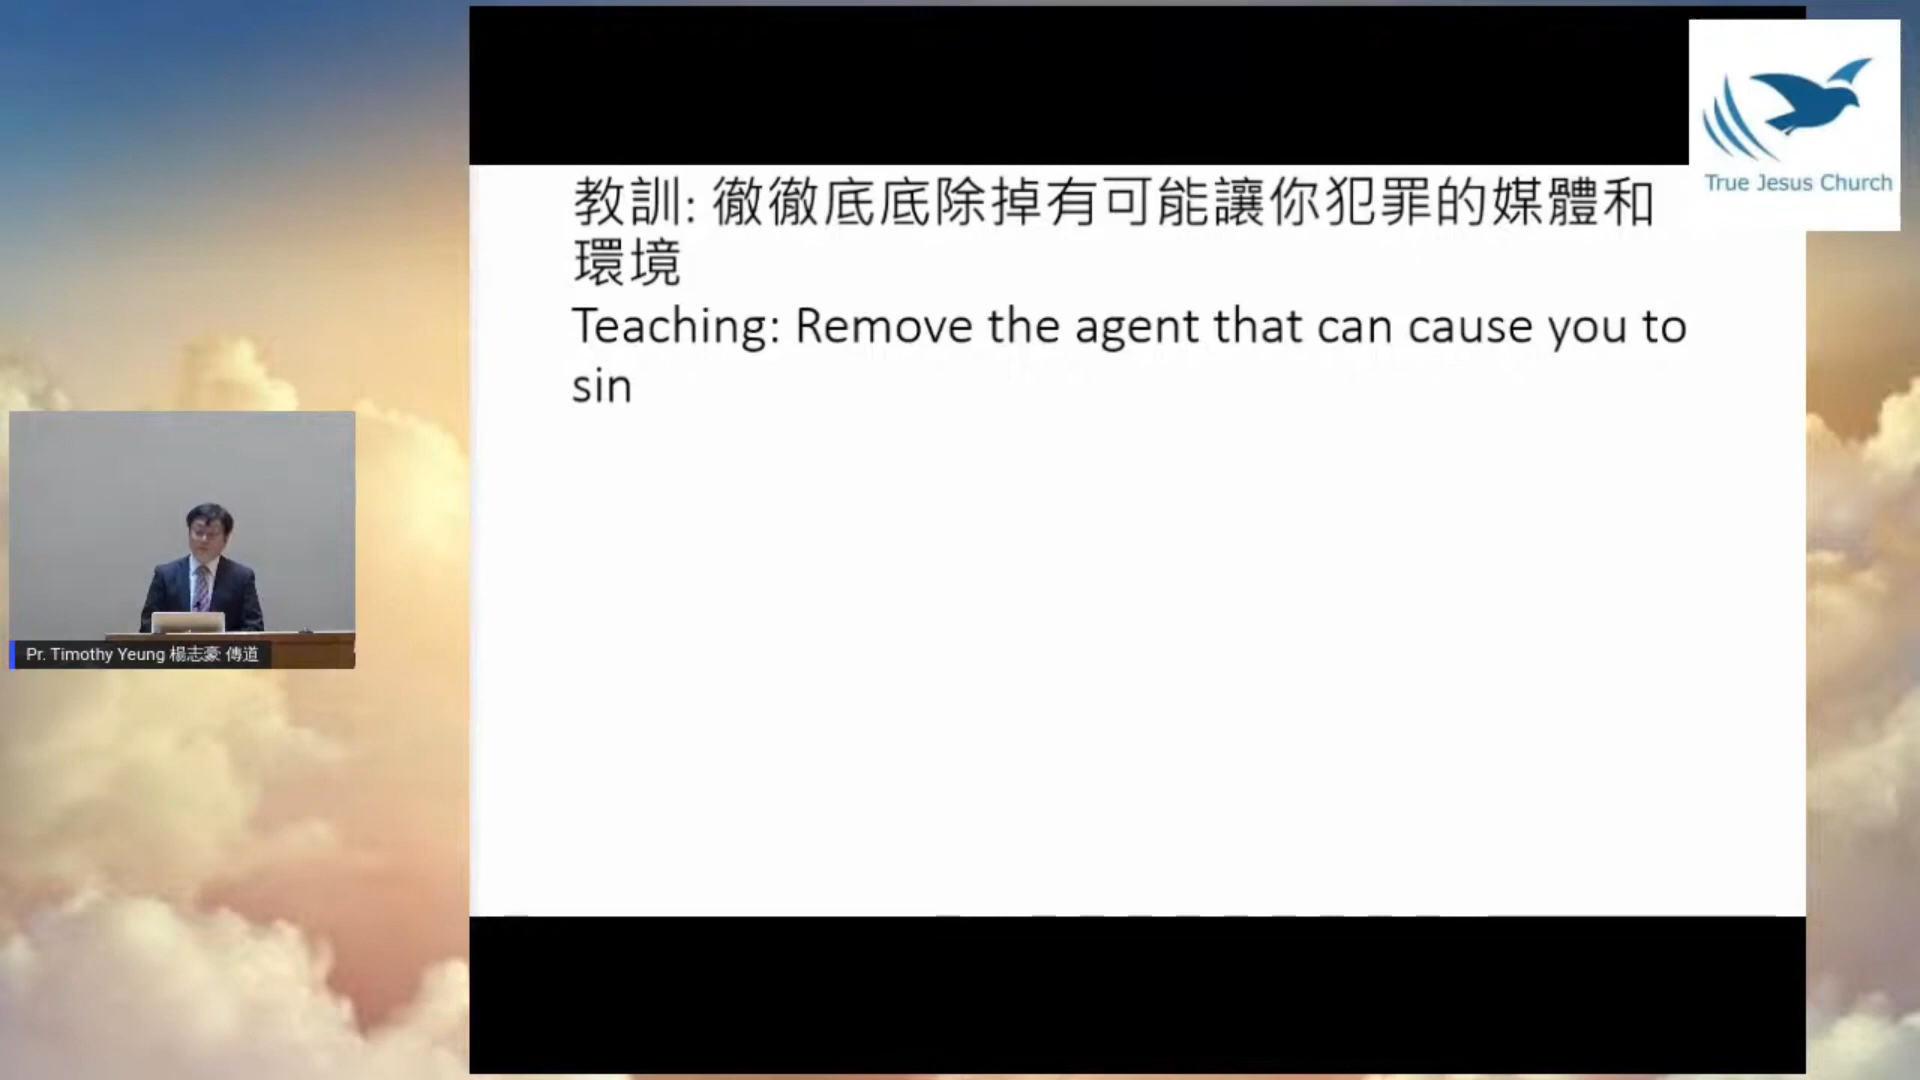 教訓: 徹徹底底除掉有可能讓你犯罪的媒體和
環境
Teaching: Remove the agent that can cause you to
sin
True Jesus Church
Pr. Timothy Yeung 楊志豪 傳道